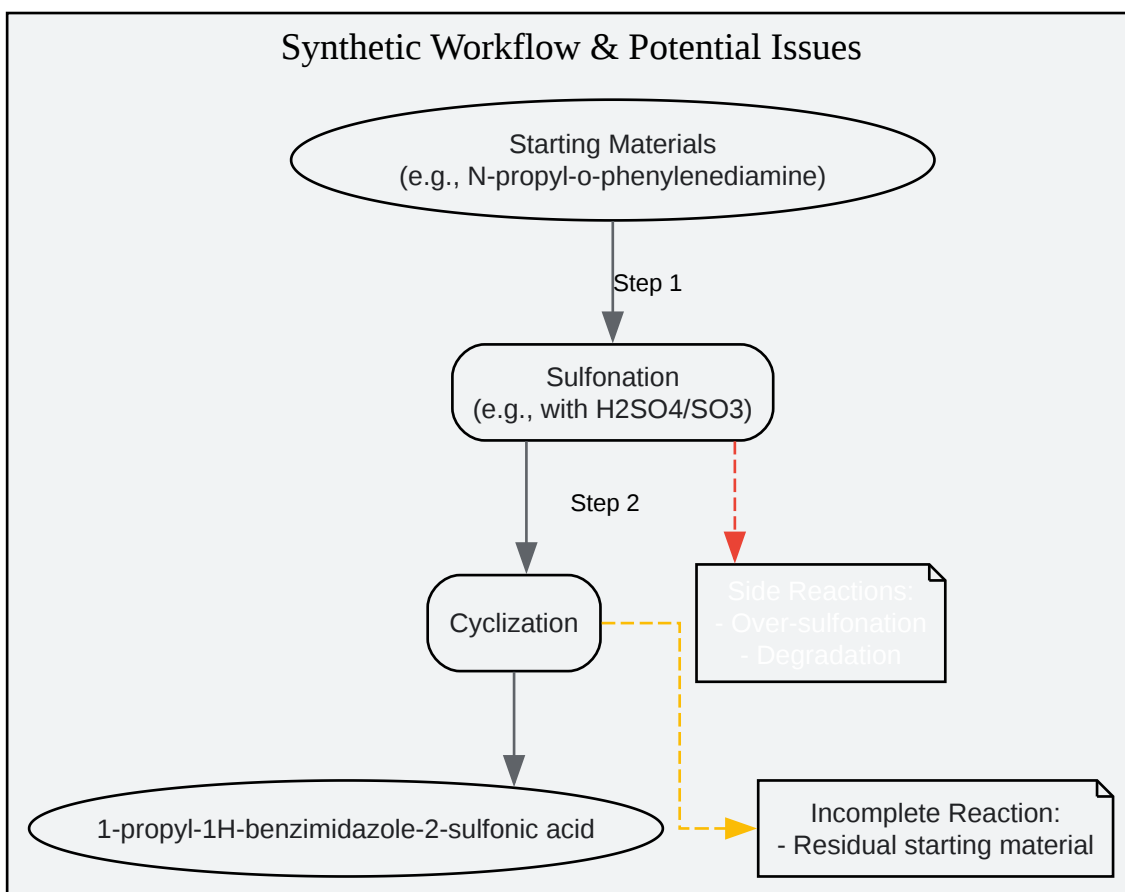 Synthetic Workflow & Potential Issues
Starting Materials
(e.g., N-propyl-o-phenylenediamine)
Step 1
Sulfonation
(e.g., with H2SO4/SO3)
Step 2
Side Reactions:
- Over-sulfonation
- Degradation
Cyclization
1-propyl-1H-benzimidazole-2-sulfonic acid
Incomplete Reaction:
- Residual starting material